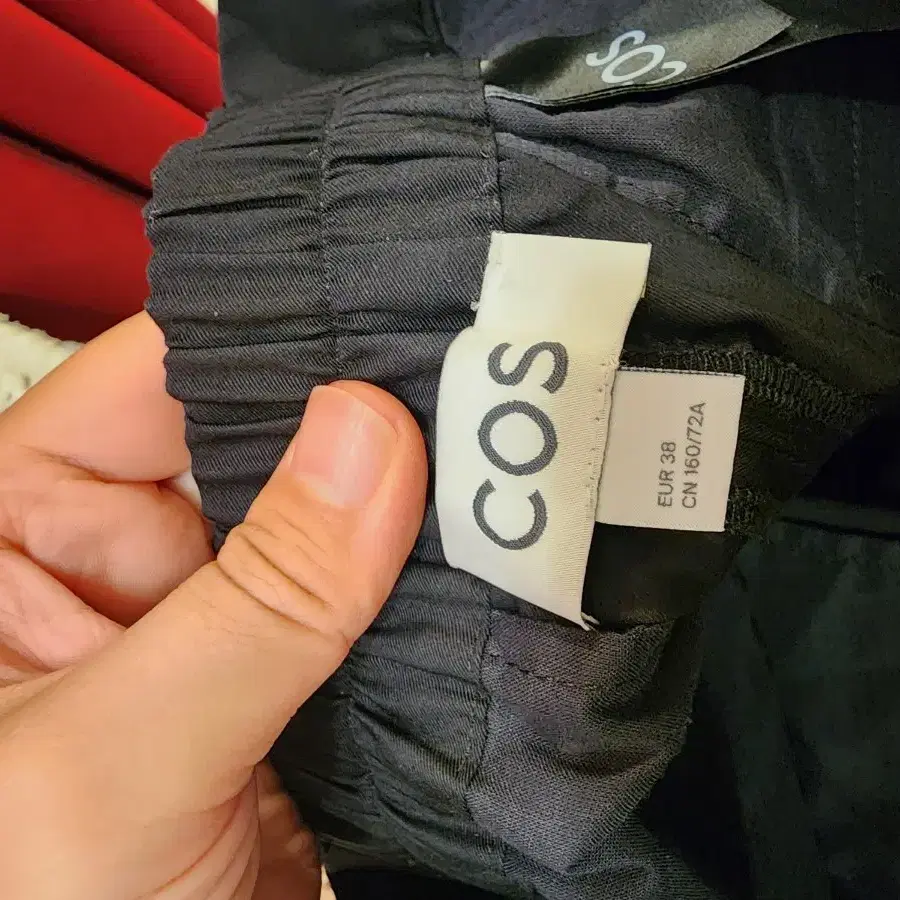 COS
COS
EUR 38
CN 160/72A